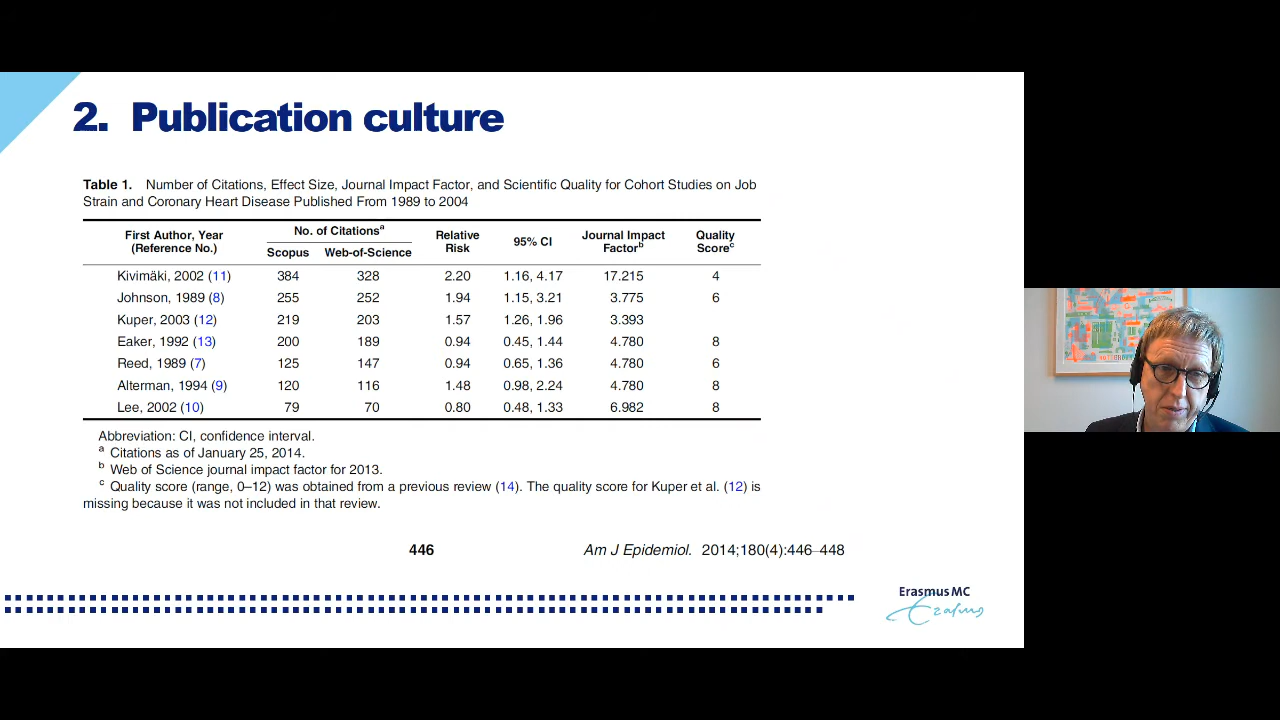 2. Publication culture
Table 1. Number of Citations, Effect Size, Journal Impact Factor, and Scientific Quality for Cohort Studies on Job
Strain and Coronary Heart Disease Published From 1989 to 2004
First Author, Year (Reference No.) No. of Citationsa Relative Risk 95% CI Journal Impact Factorb Quality Scorec
Scopus Web-of-Science
Kivimäki, 2002 (11) 384 328 2.20 1.16, 4.17 17.215 4
Johnson, 1989 (8) 255 252 1.94 1.15, 3.21 3.775 6
Kuper, 2003 (12) 219 203 1.57 1.26, 1.96 3.393
Eaker, 1992 (13) 200 189 0.94 0.45, 1.44 4.780 8
Reed, 1989 (7) 125 147 0.94 0.65, 1.36 4.780 6
Alterman, 1994 (9) 120 116 1.48 0.98, 2.24 4.780 8
Lee, 2002 (10) 79 70 0.80 0.48, 1.33 6.982 8
Abbreviation: CI, confidence interval.
a Citations as of January 25, 2014.
b Web of Science journal impact factor for 2013.
c Quality score (range, 0–12) was obtained from a previous review (14). The quality score for Kuper et al. (12) is
missing because it was not included in that review.
446 Am J Epidemiol. 2014;180(4):446–448
Erasmus MC
Erasmus